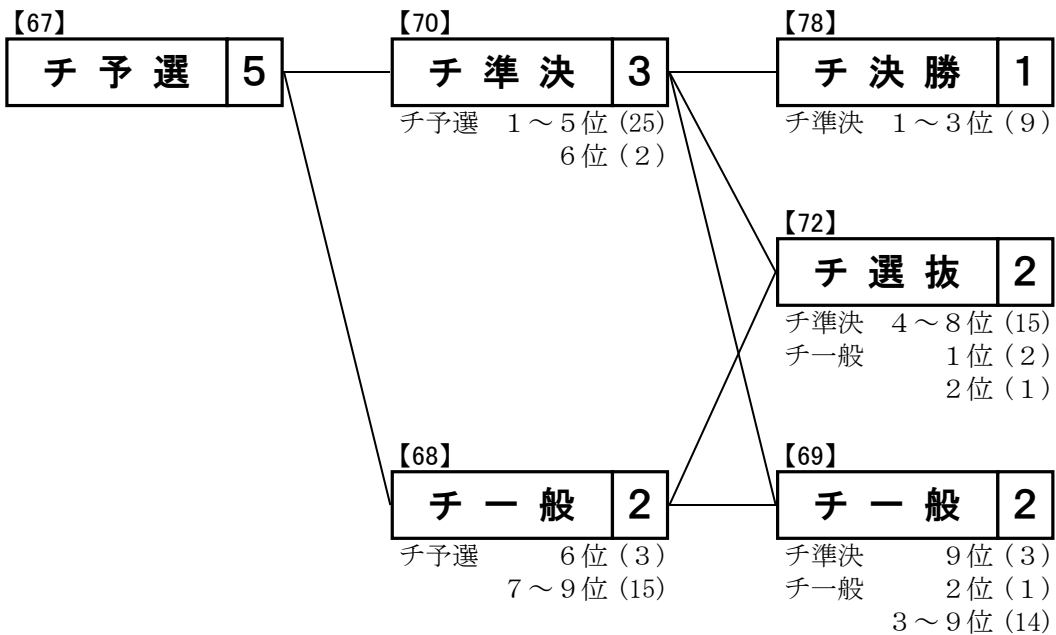 【67】
チ 予 選 5
【70】
チ 準 決 3
チ予選 1～5位 (25)
6位 (2)
【78】
チ 決 勝 1
チ準決 1～3位 (9)
【72】
チ 選 抜 2
チ準決 4～8位 (15)
チ一般 1位 (2)
2位 (1)
【68】
チ 一 般 2
チ予選 6位 (3)
7～9位 (15)
【69】
チ 一 般 2
チ準決 9位 (3)
チ一般 2位 (1)
3～9位 (14)